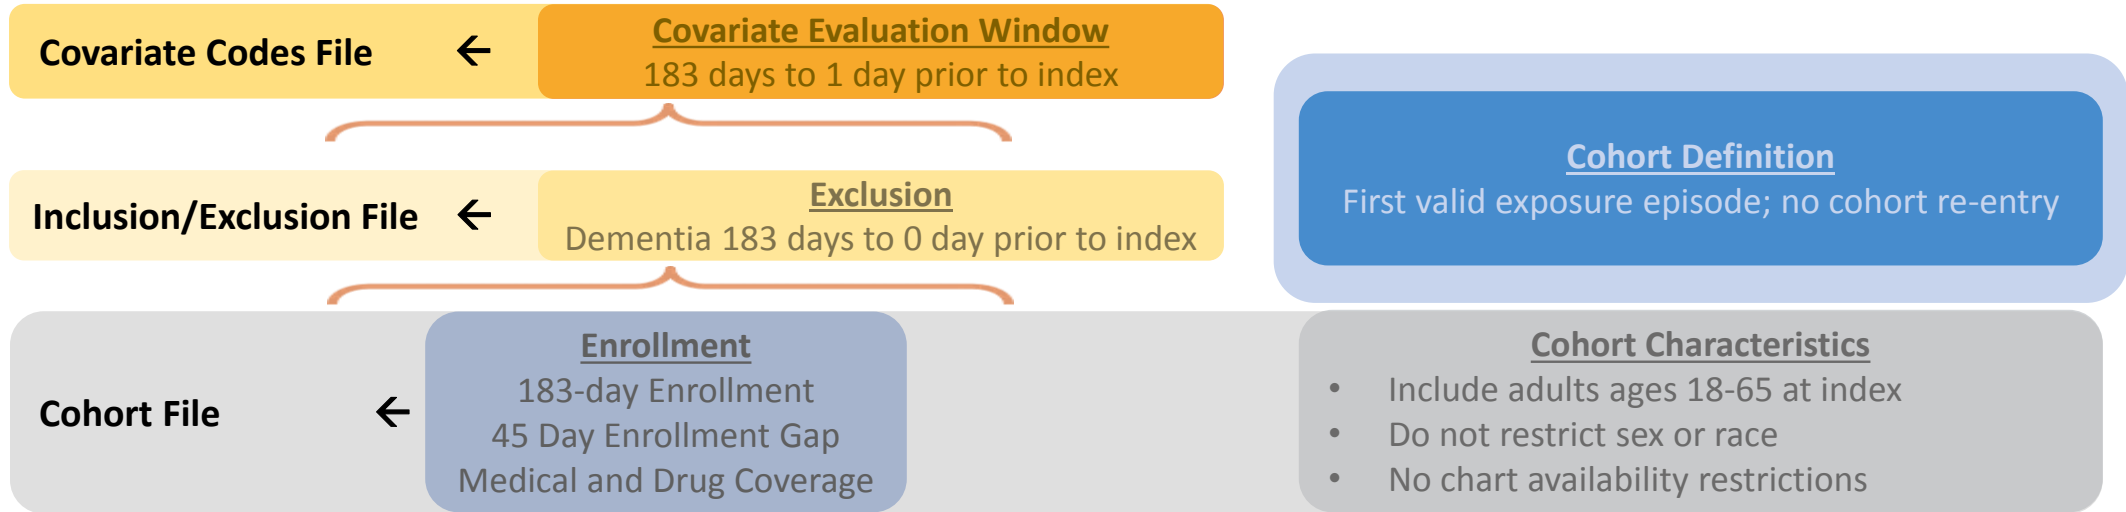 Covariate Codes File ←
Covariate Evaluation Window
183 days to 1 day prior to index
Inclusion/Exclusion File ←
Exclusion
Dementia 183 days to 0 day prior to index
Cohort Definition
First valid exposure episode; no cohort re-entry
Cohort File ←
Enrollment
183-day Enrollment
45 Day Enrollment Gap
Medical and Drug Coverage
Cohort Characteristics
• Include adults ages 18-65 at index
• Do not restrict sex or race
• No chart availability restrictions